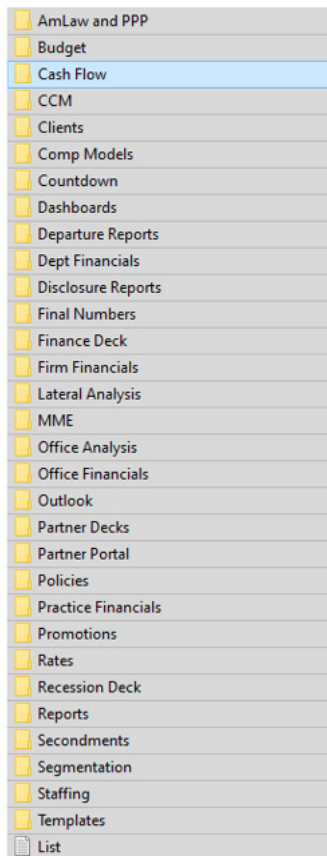 AmLaw and PPP
Budget
Cash Flow
CCM
Clients
Comp Models
Countdown
Dashboards
Departure Reports
Dept Financials
Disclosure Reports
Final Numbers
Finance Deck
Firm Financials
Lateral Analysis
MME
Office Analysis
Office Financials
Outlook
Partner Decks
Partner Portal
Policies
Practice Financials
Promotions
Rates
Recession Deck
Reports
Secondments
Segmentation
Staffing
Templates
List